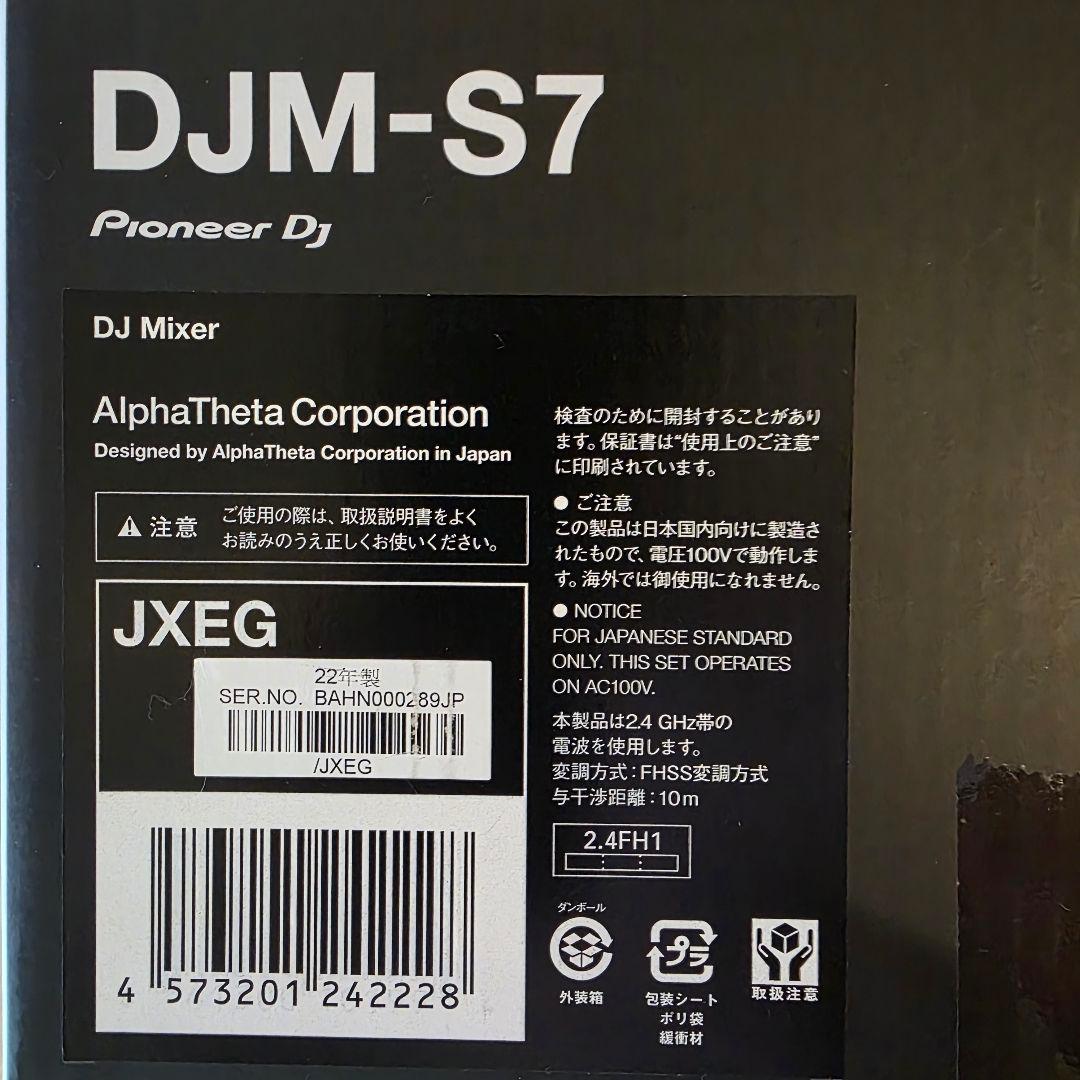 DJM-S7
Pioneer Dj
DJ Mixer
AlphaTheta Corporation
Designed by AlphaTheta Corporation in Japan
注意
ご使用の際は、取扱説明書をよく
お読みのうえ正しくお使いください。
JXEG
22年製
SER.NO. BAHN000289JP
/JXEG
4 573201 242228
検査のために開封することがあり
ます。保証書は“使用上のご注意”
に印刷されています。
● ご注意
この製品は日本国内向けに製造さ
れたもので、電圧100Vで動作しま
す。海外では御使用になれません。
● NOTICE
FOR JAPANESE STANDARD
ONLY. THIS SET OPERATES
ON AC100V.
本製品は2.4 GHz帯の
電波を使用します。
変調方式：FHSS変調方式
与干渉距離：10m
2.4FH1
ダンボール
外装箱
プラ
包装シート
ポリ袋
緩衝材
取扱注意